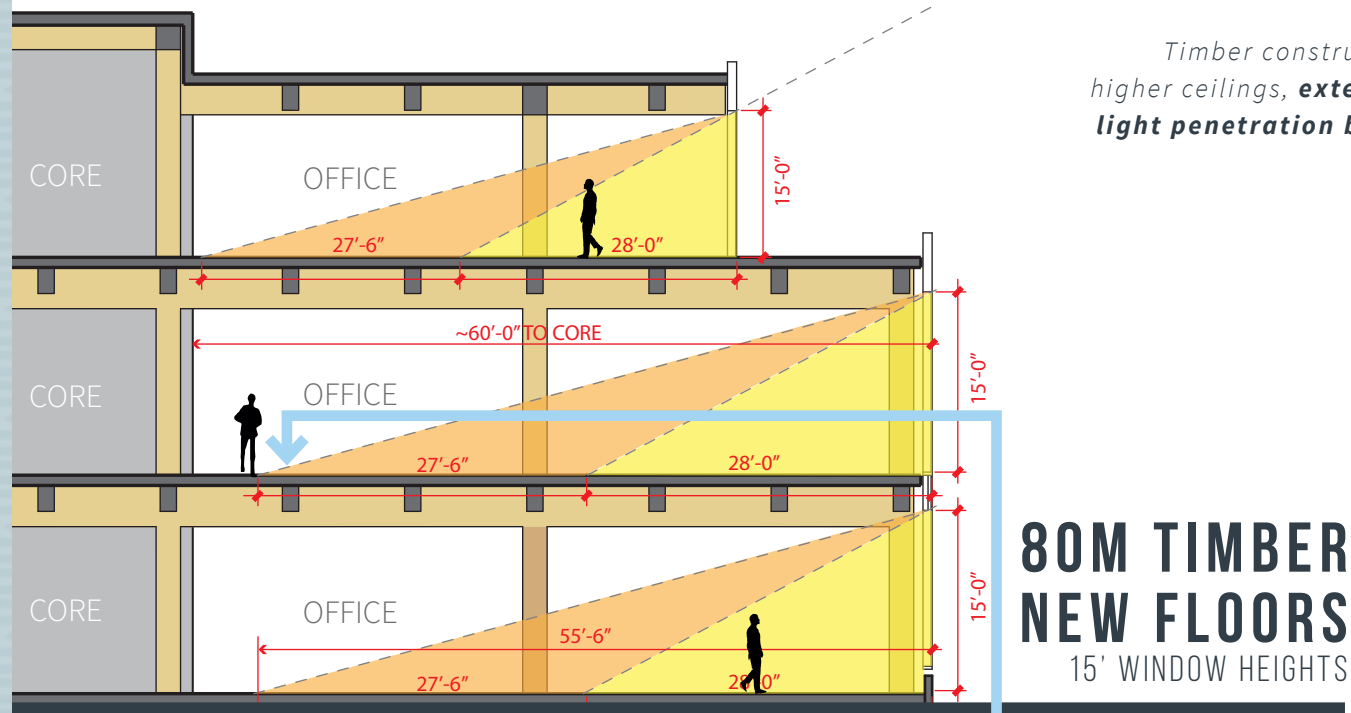 Timber constru
higher ceilings, exte
light penetration b
CORE
OFFICE
15'-0"
27'-6"
28'-0"
~60'-0" TO CORE
CORE
OFFICE
15'-0"
27'-6"
28'-0"
CORE
OFFICE
15'-0"
55'-6"
27'-6"
28'-0"
80M TIMBER
NEW FLOORS
15' WINDOW HEIGHTS